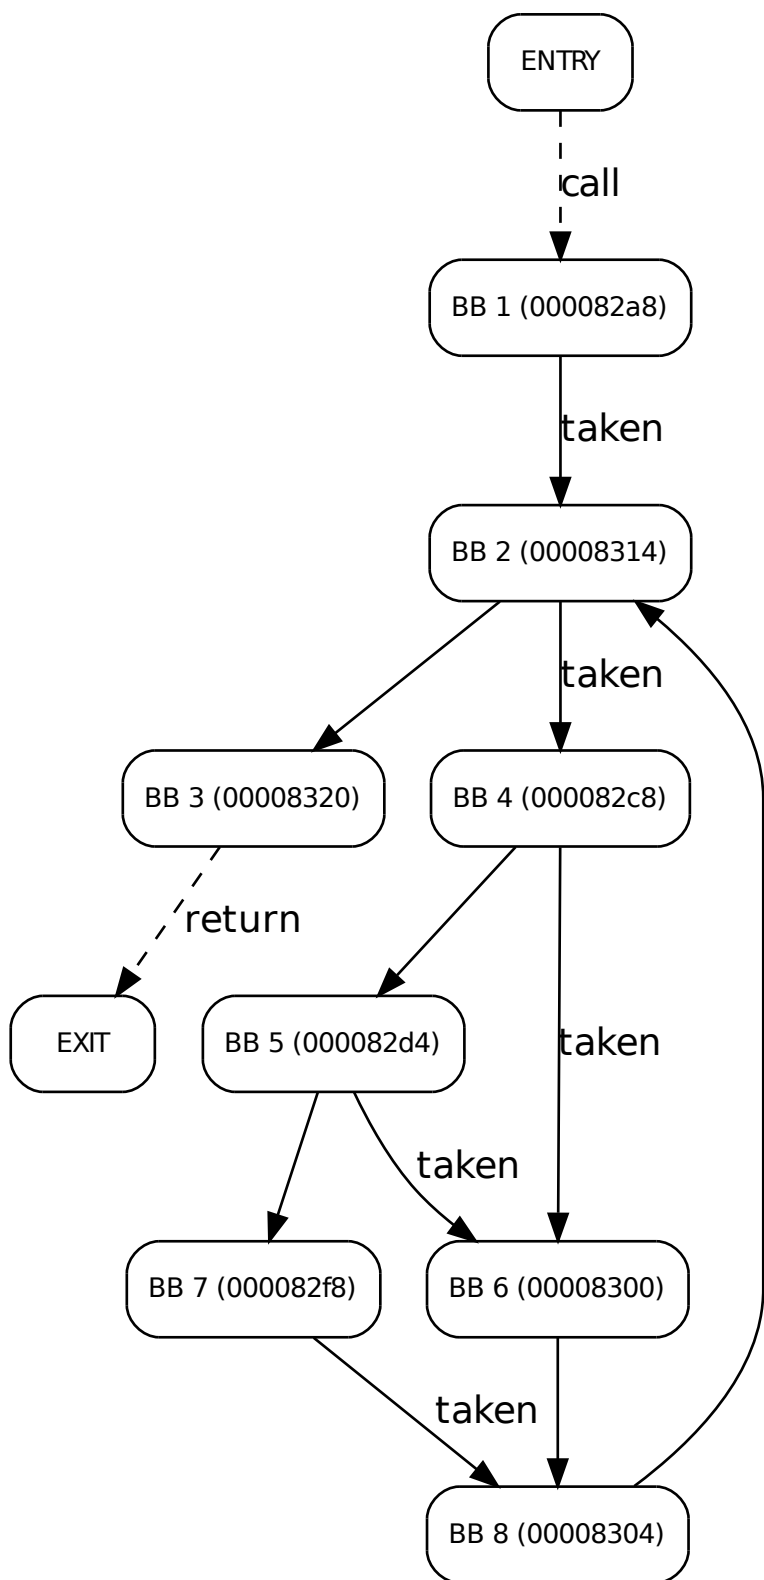 ENTRY
call
BB 1 (000082a8)
taken
BB 2 (00008314)
taken
BB 3 (00008320)
BB 4 (000082c8)
return
EXIT
BB 5 (000082d4)
taken
taken
BB 7 (000082f8)
BB 6 (00008300)
taken
BB 8 (00008304)